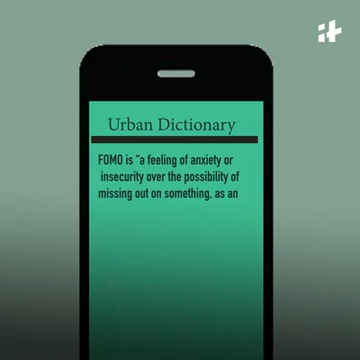 Urban Dictionary
FOMO is "a feeling of anxiety or
insecurity over the possibility of
missing out on something, as an